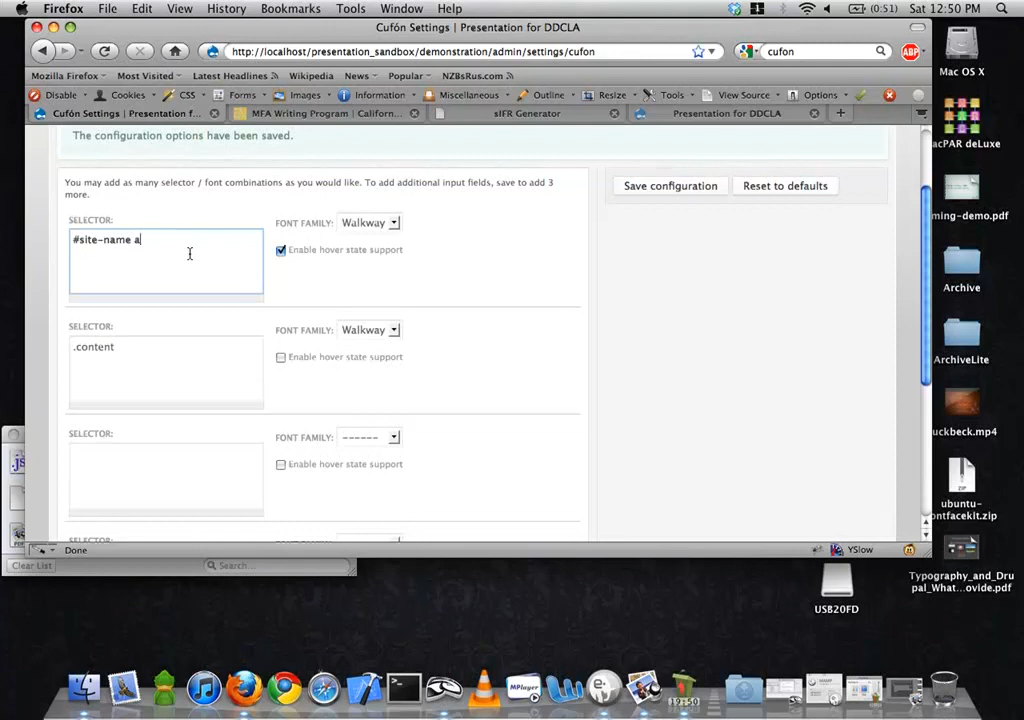 Firefox File Edit View History Bookmarks Tools Window Help
(0:51) Sat 12:50 PM
Cufón Settings | Presentation for DDCLA
http://localhost/presentation_sandbox/demonstration/admin/settings/cufon
cufon
ABP
Mozilla Firefox Most Visited Latest Headlines Wikipedia News Popular NZBsRus.com
Disable Cookies CSS Forms Images Information Miscellaneous Outline Resize Tools View Source Options
Cufón Settings | Presentation f... MFA Writing Program | Californ... sIFR Generator Presentation for DDCLA
The configuration options have been saved.
You may add as many selector / font combinations as you would like. To add additional input fields, save to add 3
more.
Save configuration Reset to defaults
SELECTOR:
#site-name a
FONT FAMILY: Walkway
Enable hover state support
SELECTOR:
.content
FONT FAMILY: Walkway
Enable hover state support
SELECTOR:
FONT FAMILY: ------
Enable hover state support
SELECTOR:
Done
YSlow
Clear List
Search...
Mac OS X
acPAR deLuxe
ming-demo.pdf
Archive
ArchiveLite
uckbeck.mp4
ubuntu-
ontfacekit.zip
Typography_and_Dru
pal_What...ovide.pdf
USB20FD
MPlayer
19:50